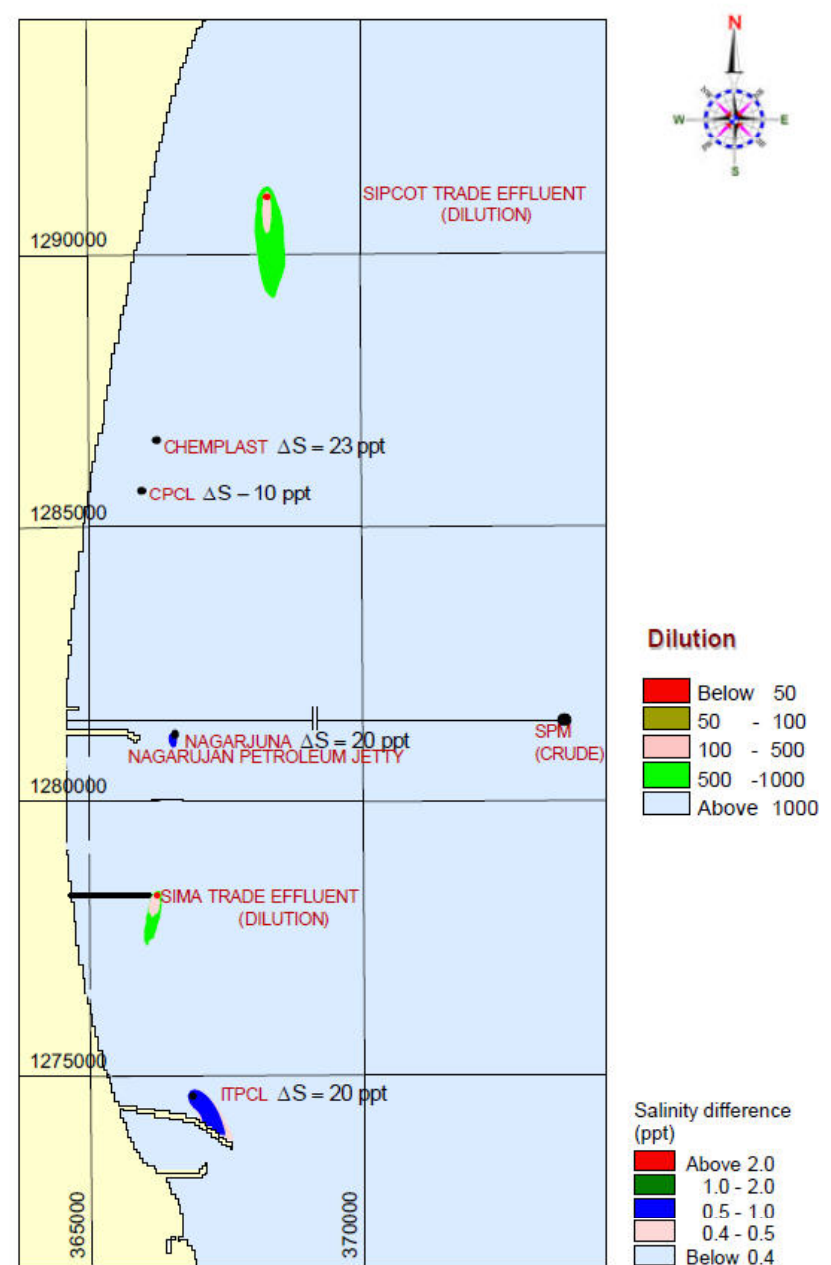 N
W
E
S
SIPCOT TRADE EFFLUENT
(DILUTION)
1290000
CHEMPLAST ΔS = 23 ppt
CPCL ΔS – 10 ppt
1285000
SPM
(CRUDE)
NAGARJUNA ΔS = 20 ppt
NAGARUJAN PETROLEUM JETTY
1280000
SIMA TRADE EFFLUENT
(DILUTION)
1275000
ITPCL ΔS = 20 ppt
365000
370000
Dilution
Below 50
50 - 100
100 - 500
500 -1000
Above 1000
Salinity difference
(ppt)
Above 2.0
1.0 - 2.0
0.5 - 1.0
0.4 - 0.5
Below 0.4